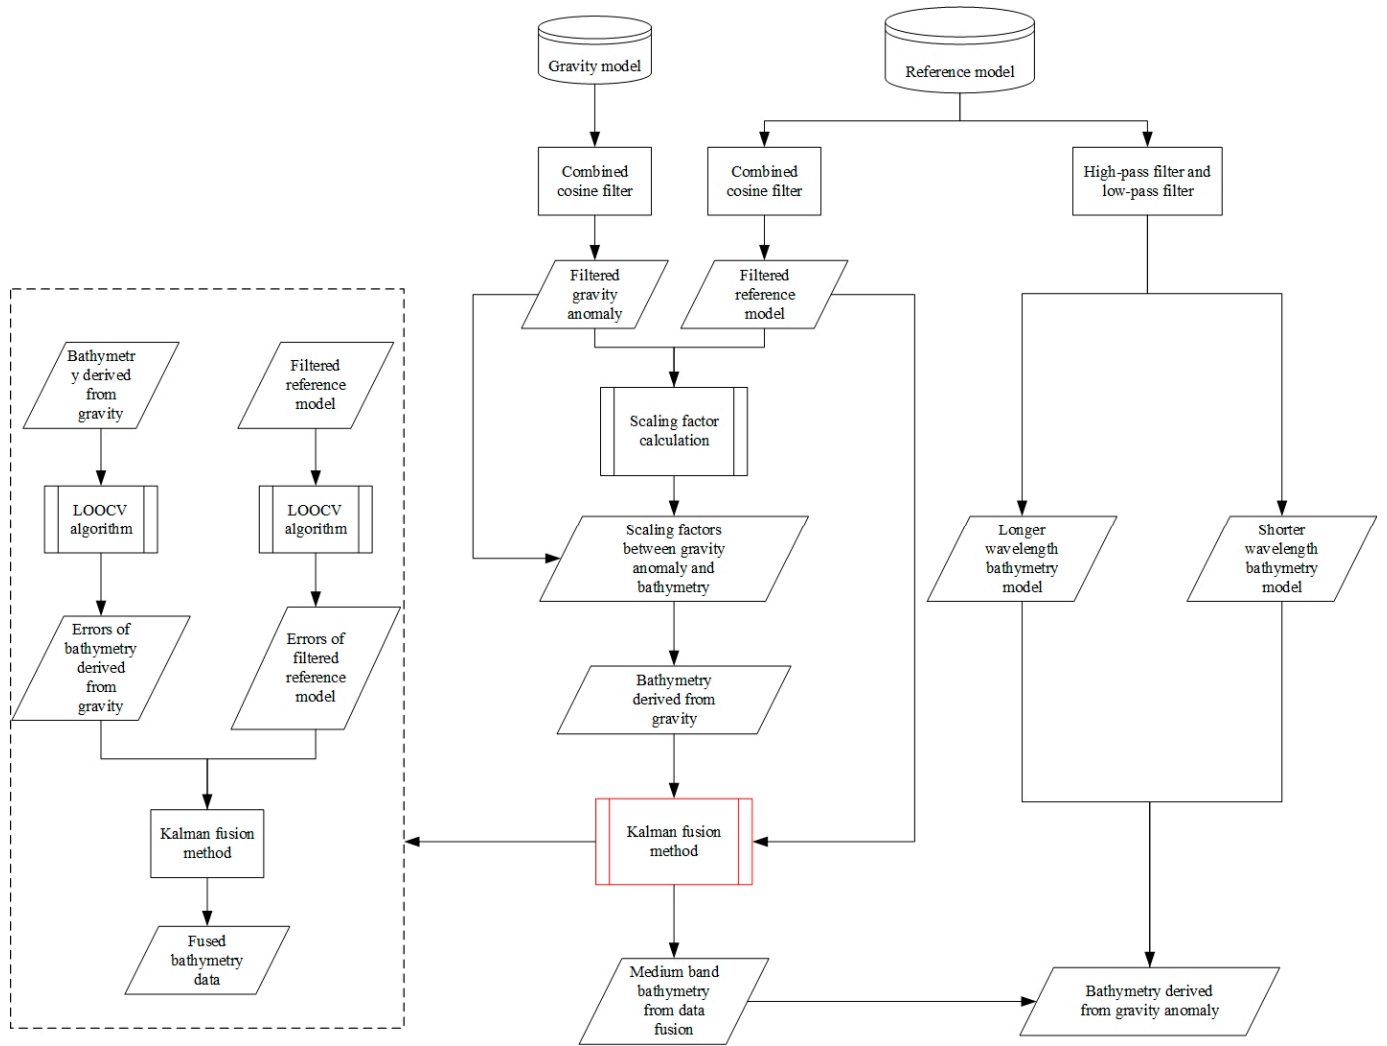 Gravity model
Reference model
Combined
cosine filter
Combined
cosine filter
High-pass filter and
low-pass filter
Filtered
gravity
anomaly
Filtered
reference
model
Bathymetr
y derived
from
gravity
Filtered
reference
model
Scaling factor
calculation
LOOCV
algorithm
LOOCV
algorithm
Scaling factors
between gravity
anomaly and
bathymetry
Longer
wavelength
bathymetry
model
Shorter
wavelength
bathymetry
model
Errors of
bathymetry
derived
from
gravity
Errors of
filtered
reference
model
Bathymetry
derived from
gravity
Kalman fusion
method
Kalman fusion
method
Fused
bathymetry
data
Medium band
bathymetry
from data
fusion
Bathymetry derived
from gravity anomaly